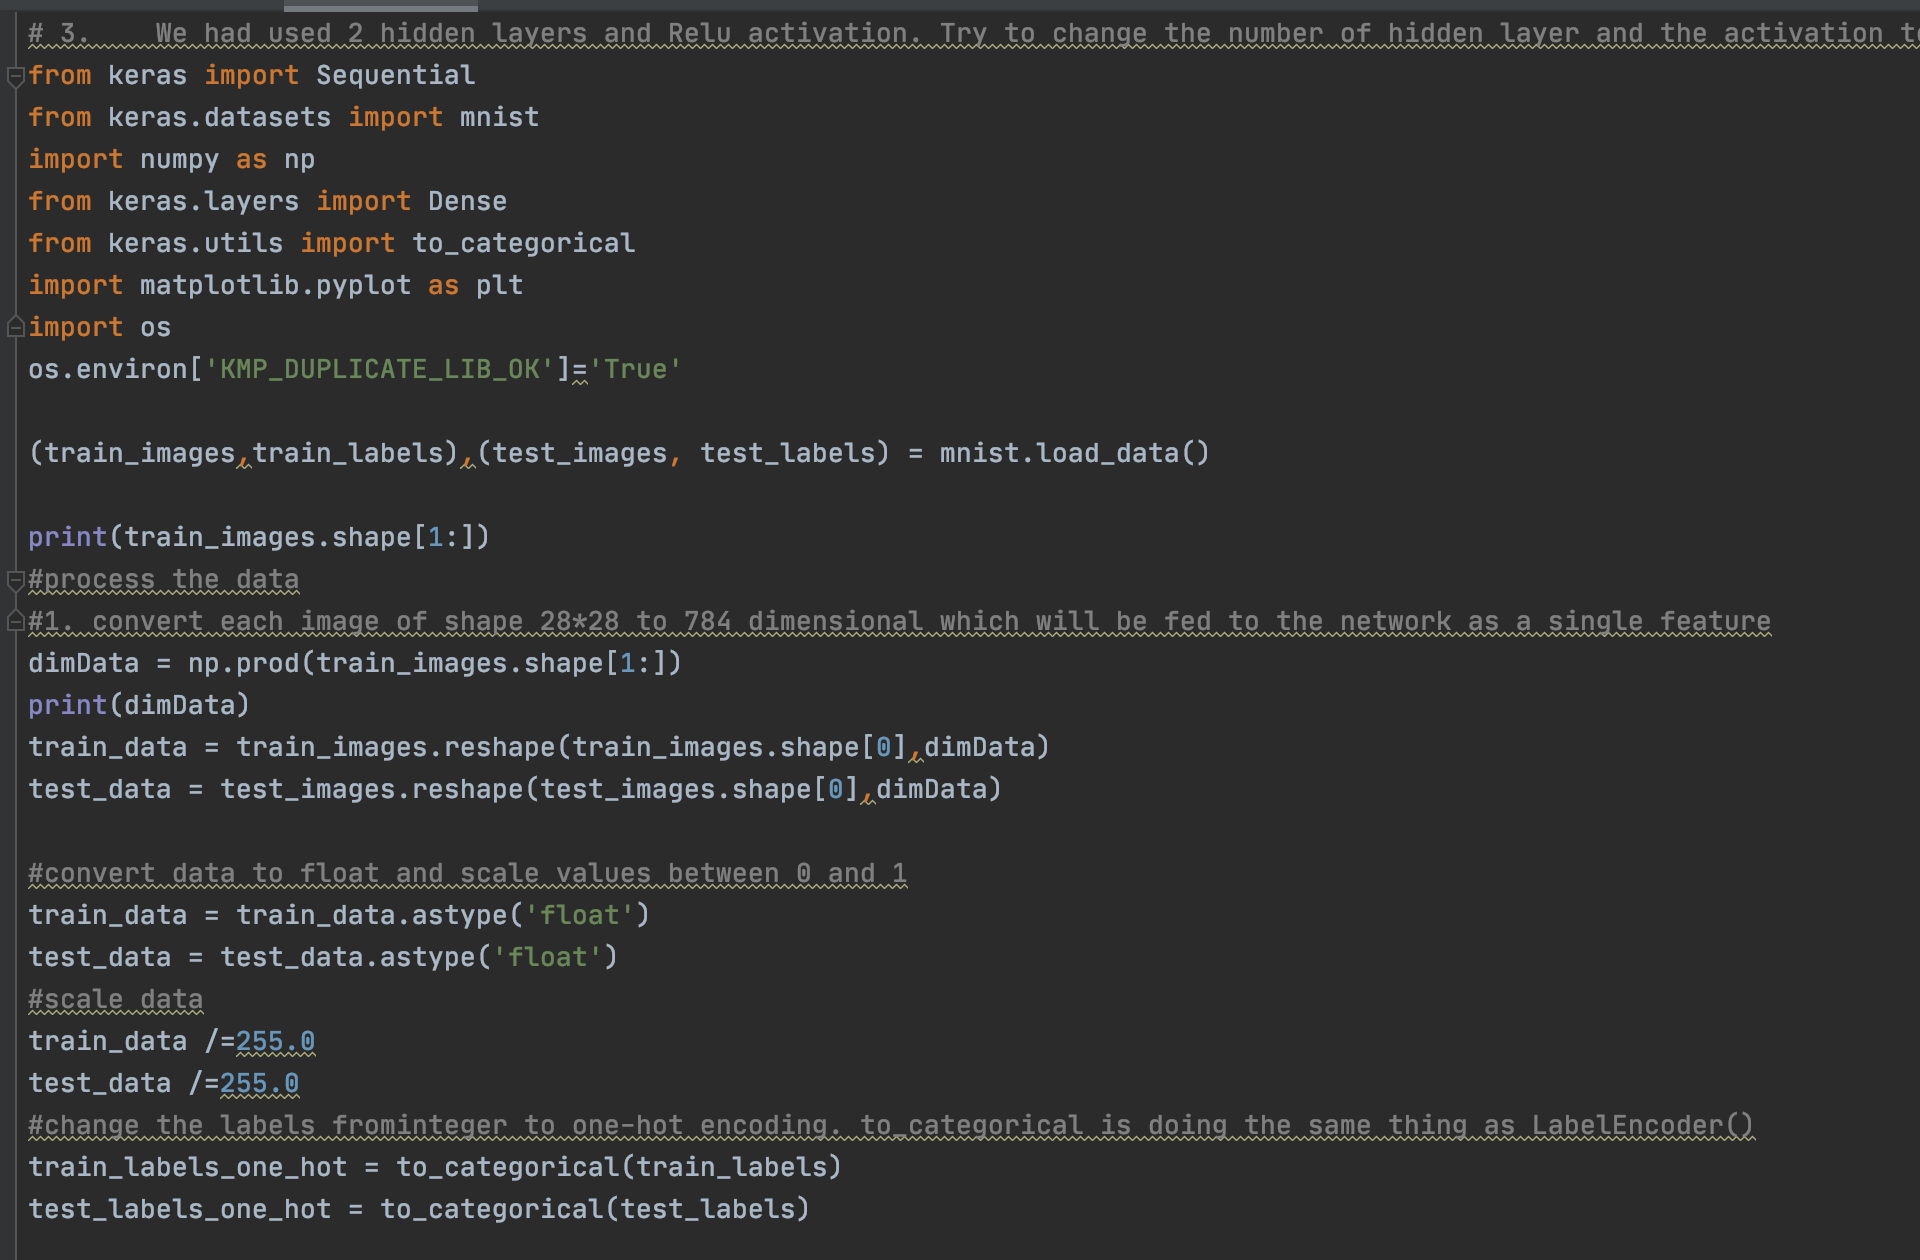 # 3.    We had used 2 hidden layers and Relu activation. Try to change the number of hidden layer and the activation
from keras import Sequential
from keras.datasets import mnist
import numpy as np
from keras.layers import Dense
from keras.utils import to_categorical
import matplotlib.pyplot as plt
import os
os.environ['KMP_DUPLICATE_LIB_OK']='True'
(train_images,train_labels),(test_images, test_labels) = mnist.load_data()
print(train_images.shape[1:])
#process the data
#1. convert each image of shape 28*28 to 784 dimensional which will be fed to the network as a single feature
dimData = np.prod(train_images.shape[1:])
print(dimData)
train_data = train_images.reshape(train_images.shape[0],dimData)
test_data = test_images.reshape(test_images.shape[0],dimData)
#convert data to float and scale values between 0 and 1
train_data = train_data.astype('float')
test_data = test_data.astype('float')
#scale data
train_data /=255.0
test_data /=255.0
#change the labels frominteger to one-hot encoding. to_categorical is doing the same thing as LabelEncoder()
train_labels_one_hot = to_categorical(train_labels)
test_labels_one_hot = to_categorical(test_labels)